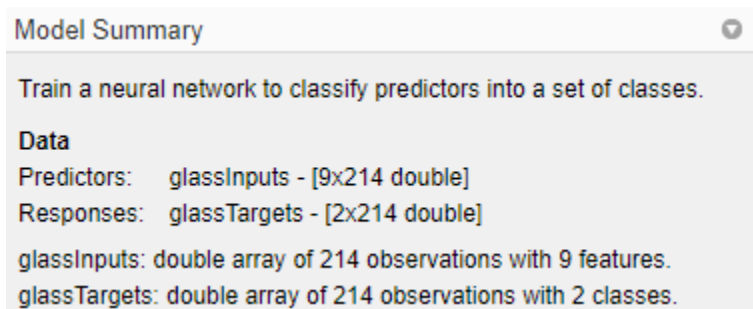 Model Summary
Train a neural network to classify predictors into a set of classes.
Data
Predictors: glassInputs - [9x214 double]
Responses: glassTargets - [2x214 double]
glassInputs: double array of 214 observations with 9 features.
glassTargets: double array of 214 observations with 2 classes.